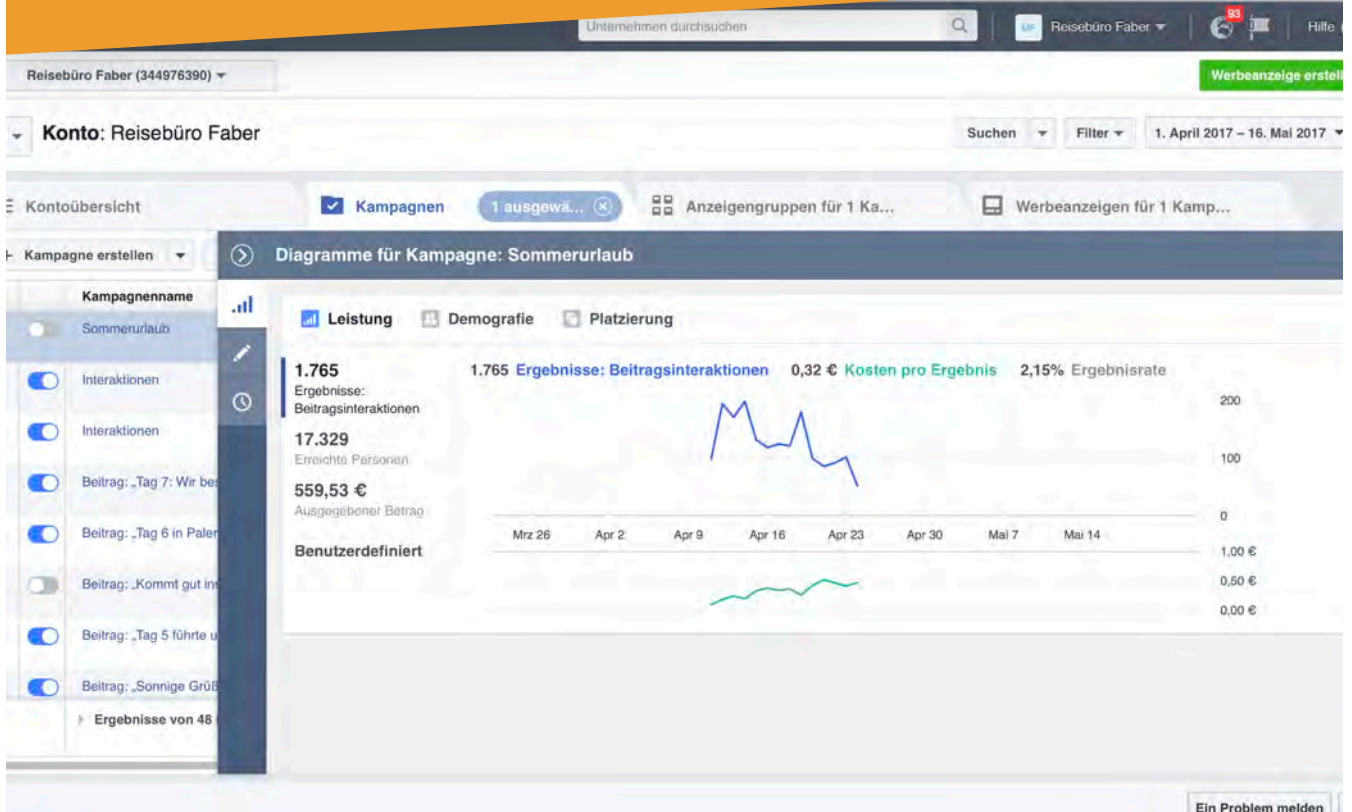 Unternehmen durchsuchen
MF
Reisebüro Faber
93
Hilfe
Reisebüro Faber (344976390)
Werbeanzeige erstell
Konto: Reisebüro Faber
Suchen
Filter
1. April 2017 – 16. Mai 2017
Kontoübersicht
Kampagnen
1 ausgewä...
Anzeigengruppen für 1 Ka...
Werbeanzeigen für 1 Kamp...
+ Kampagne erstellen
Diagramme für Kampagne: Sommerurlaub
Kampagnenname
Sommerurlaub
Interaktionen
Interaktionen
Beitrag: „Tag 7: Wir bes
Beitrag: „Tag 6 in Paler
Beitrag: „Kommt gut ins
Beitrag: „Tag 5 führte u
Beitrag: „Sonnige Grüß
Ergebnisse von 48
Leistung
Demografie
Platzierung
1.765
Ergebnisse:
Beitragsinteraktionen
17.329
Erreichte Personen
559,53 €
Ausgegebener Betrag
Benutzerdefiniert
1.765 Ergebnisse: Beitragsinteraktionen
0,32 € Kosten pro Ergebnis
2,15% Ergebnisrate
200
100
0
Mrz 26
Apr 2
Apr 9
Apr 16
Apr 23
Apr 30
Mai 7
Mai 14
1,00 €
0,50 €
0,00 €
Ein Problem melden